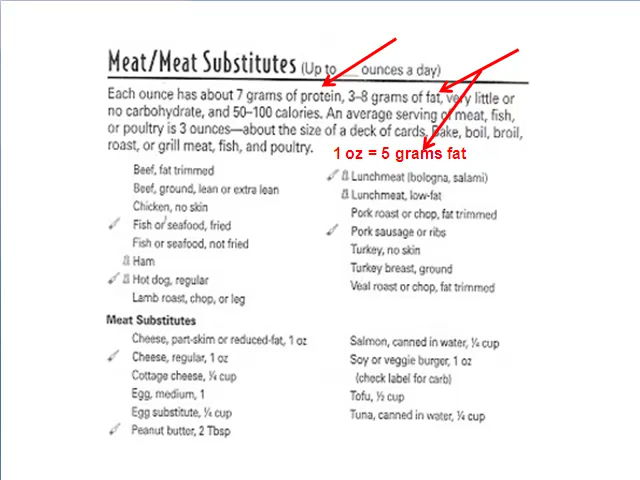 Meat/Meat Substitutes (Up to __ ounces a day)
Each ounce has about 7 grams of protein, 3–8 grams of fat, very little or
no carbohydrate, and 50–100 calories. An average serving of meat, fish,
or poultry is 3 ounces—about the size of a deck of cards. Bake, boil, broil,
roast, or grill meat, fish, and poultry.
1 oz = 5 grams fat
Beef, fat trimmed
Beef, ground, lean or extra lean
Chicken, no skin
Fish or seafood, fried
Fish or seafood, not fried
Ham
Hot dog, regular
Lamb roast, chop, or leg
Lunchmeat (bologna, salami)
Lunchmeat, low-fat
Pork roast or chop, fat trimmed
Pork sausage or ribs
Turkey, no skin
Turkey breast, ground
Veal roast or chop, fat trimmed
Meat Substitutes
Cheese, part-skim or reduced-fat, 1 oz
Cheese, regular, 1 oz
Cottage cheese, ¼ cup
Egg, medium, 1
Egg substitute, ¼ cup
Peanut butter, 2 Tbsp
Salmon, canned in water, ¼ cup
Soy or veggie burger, 1 oz
(check label for carb)
Tofu, ½ cup
Tuna, canned in water, ¼ cup